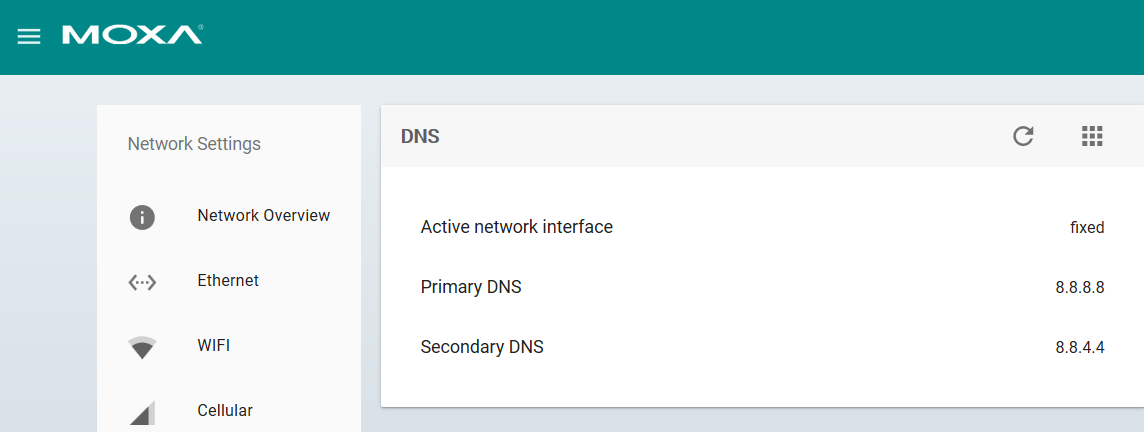 MOXA®
Network Settings
Network Overview
Ethernet
WIFI
Cellular
DNS
Active network interface fixed
Primary DNS 8.8.8.8
Secondary DNS 8.8.4.4